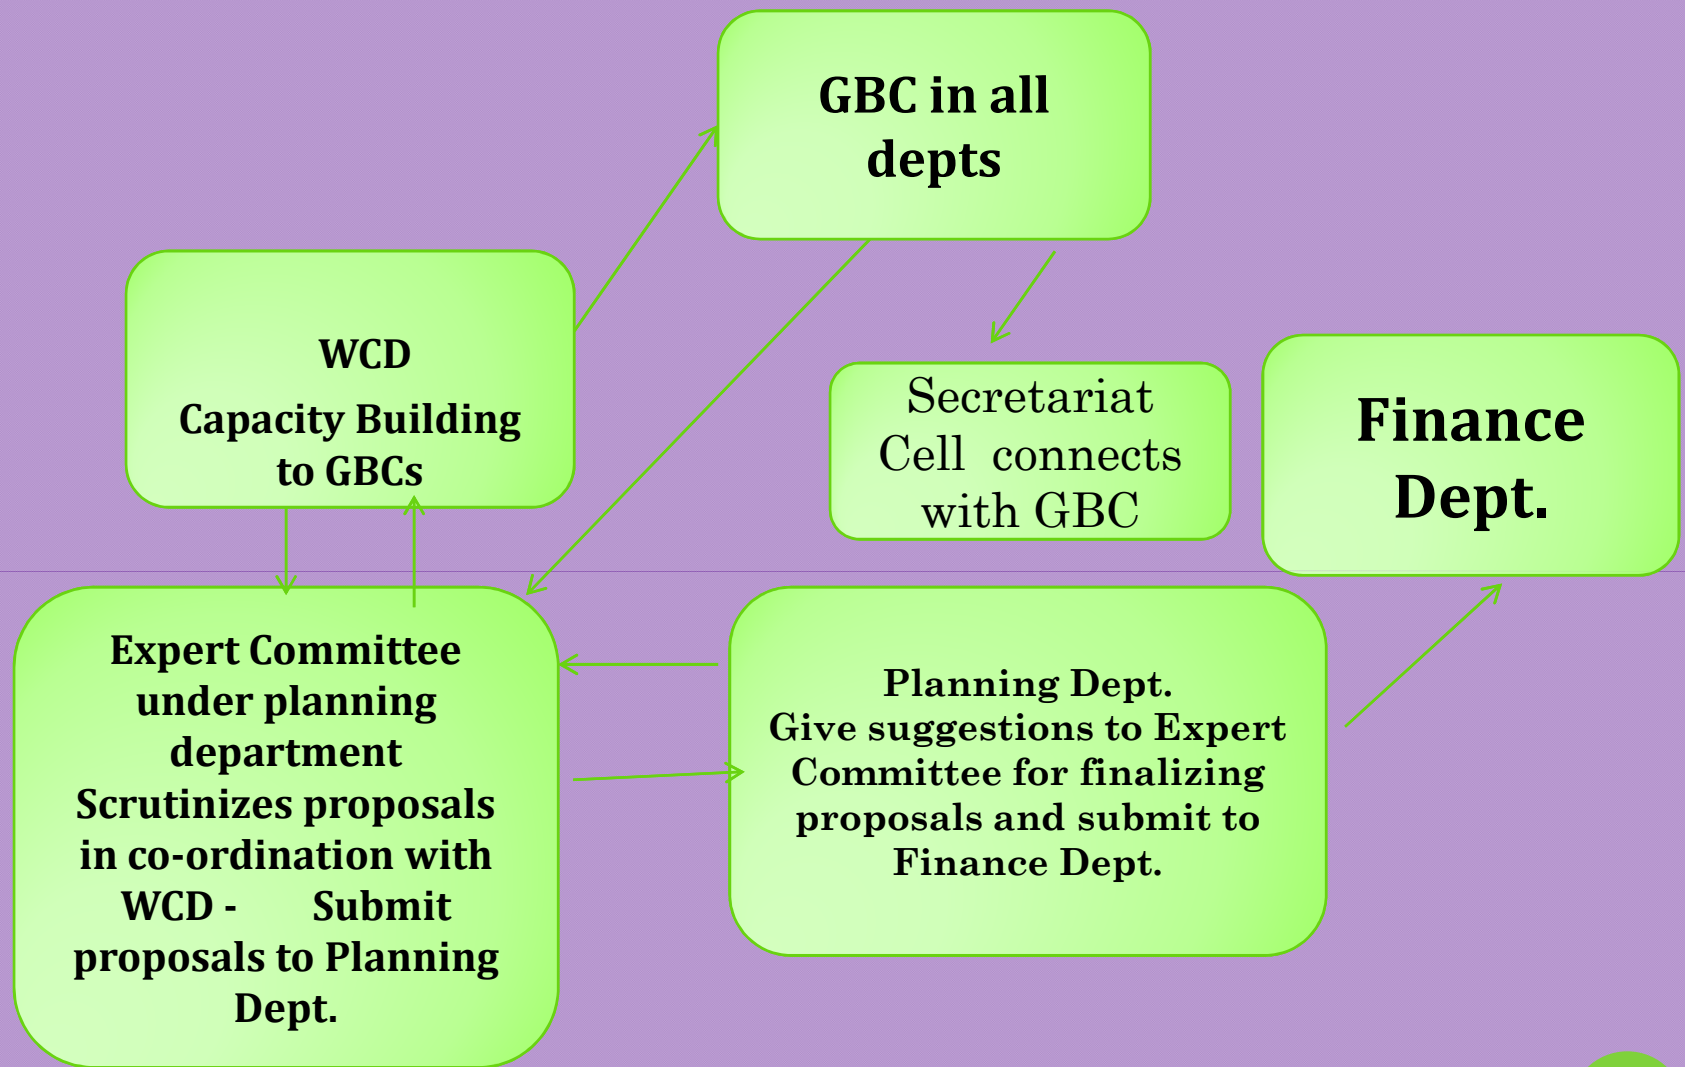 GBC in all
depts
WCD
Capacity Building
to GBCs
Secretariat
Cell connects
with GBC
Finance
Dept.
Expert Committee
under planning
department
Scrutinizes proposals
in co-ordination with
WCD - Submit
proposals to Planning
Dept.
Planning Dept.
Give suggestions to Expert
Committee for finalizing
proposals and submit to
Finance Dept.